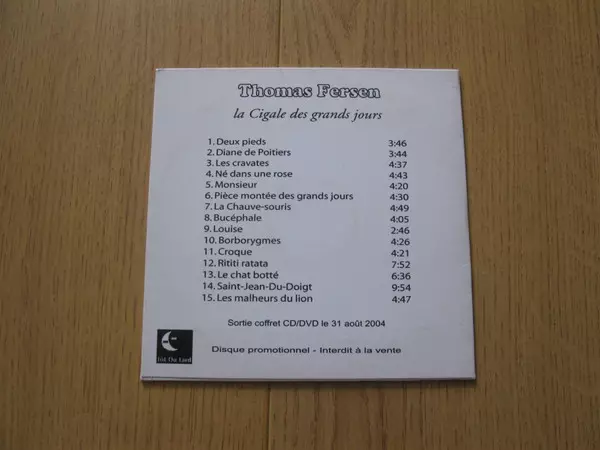 Thomas Fersen
la Cigale des grands jours
1. Deux pieds 3:46
2. Diane de Poitiers 3:44
3. Les cravates 4:37
4. Né dans une rose 4:43
5. Monsieur 4:20
6. Pièce montée des grands jours 4:30
7. La Chauve-souris 4:49
8. Bucéphale 4:05
9. Louise 2:46
10. Borborygmes 4:26
11. Croque 4:21
12. Rititi ratata 7:52
13. Le chat botté 6:36
14. Saint-Jean-Du-Doigt 9:54
15. Les malheurs du lion 4:47
Sortie coffret CD/DVD le 31 août 2004
Disque promotionnel - Interdit à la vente
Tôt Ou Tard